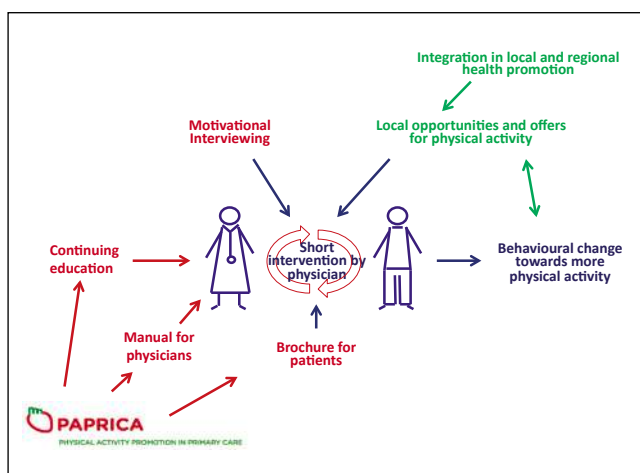 Integration in local and regional
health promotion
Motivational
Interviewing
Local opportunities and offers
for physical activity
Continuing
education
Short
intervention by
physician
Behavioural change
towards more
physical activity
Manual for
physicians
Brochure for
patients
PAPRICA
PHYSICAL ACTIVITY PROMOTION IN PRIMARY CARE